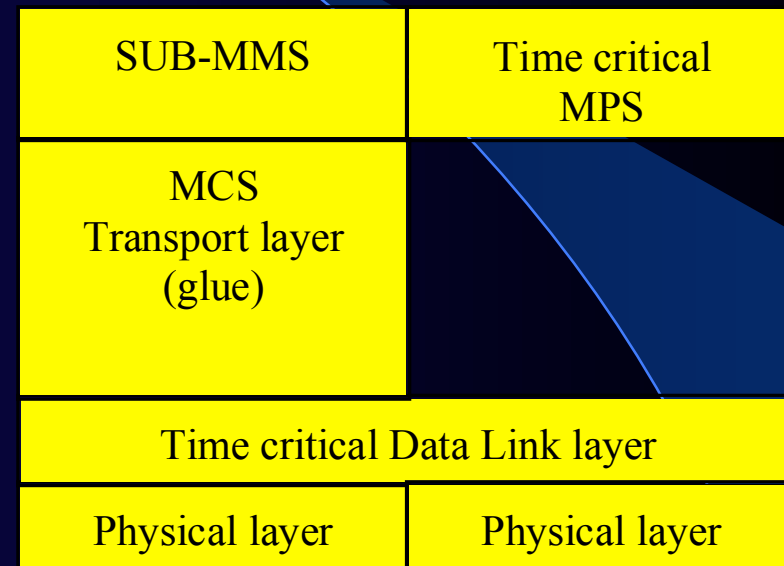 SUB-MMS
Time critical
MPS
MCS
Transport layer
(glue)
Time critical Data Link layer
Physical layer
Physical layer